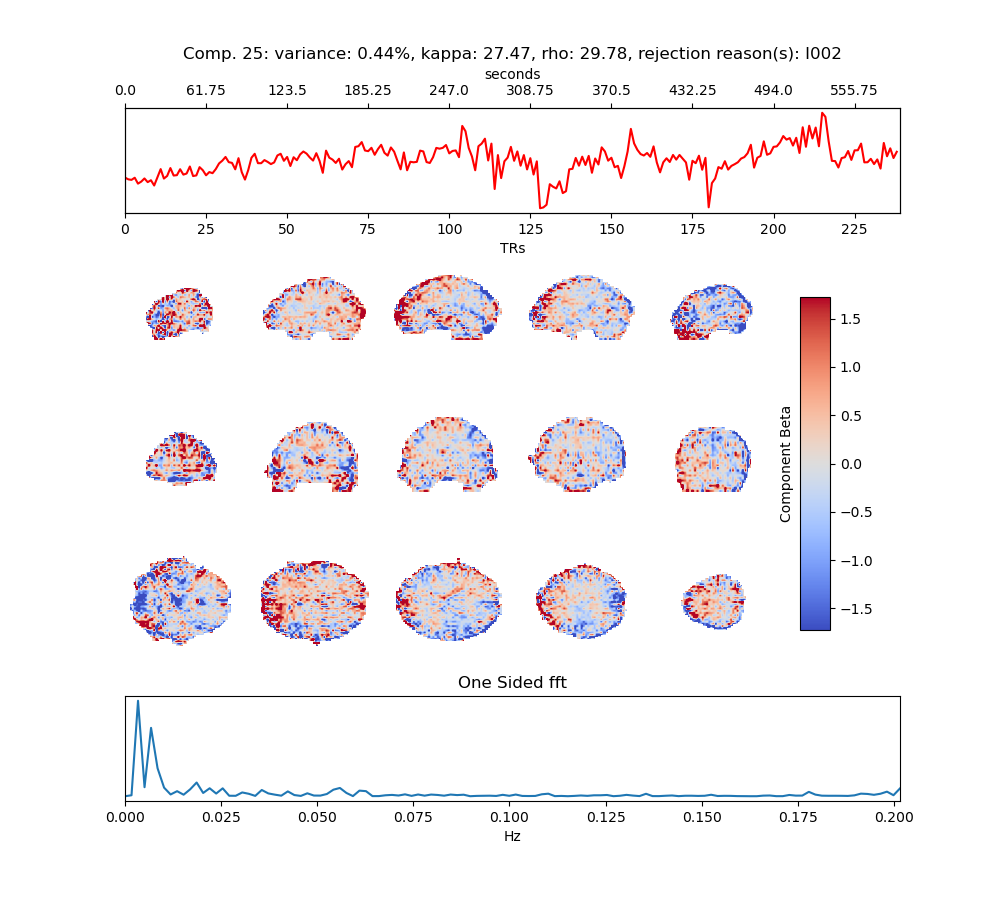 Comp. 25: variance: 0.44%, kappa: 27.47, rho: 29.78, rejection reason(s): I002
seconds
0.0 61.75 123.5 185.25 247.0 308.75 370.5 432.25 494.0 555.75
0 25 50 75 100 125 150 175 200 225
TRs
1.5
1.0
0.5
0.0
−0.5
−1.0
−1.5
Component Beta
One Sided fft
0.000 0.025 0.050 0.075 0.100 0.125 0.150 0.175 0.200
Hz